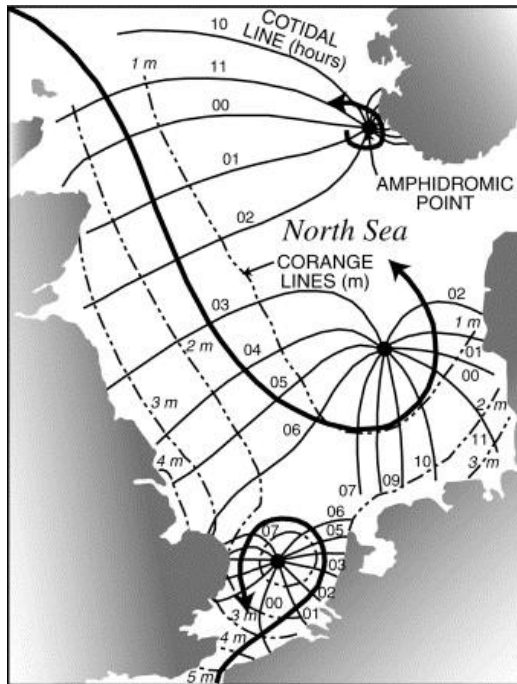 10
COTIDAL
LINE (hours)
1 m
11
00
01
AMPHIDROMIC
POINT
02
North Sea
CORANGE
LINES (m)
03
02
1 m
2 m
04
01
00
05
3 m
2 m
06
11
4 m
10
3 m
07
09
06
07
05
03
02
00
01
3 m
4 m
5 m